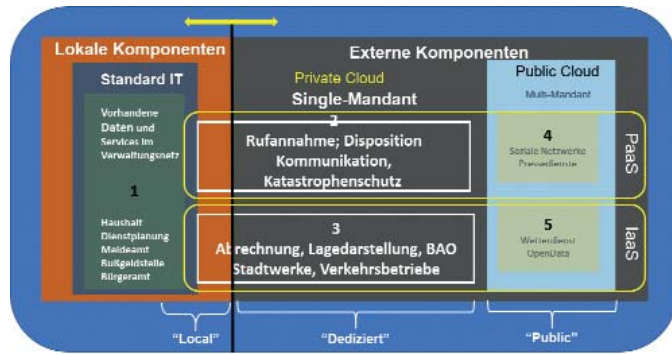 Lokale Komponenten
Externe Komponenten
Standard IT
Private Cloud
Single-Mandant
Public Cloud
Multi-Mandant
Vorhandene
Daten und
Services im
Verwaltungsnetz
1
Haushalt
Dienstplanung
Meldeamt
Bußgeldstelle
Bürgeramt
2
Rufannahme; Disposition
Kommunikation,
Katastrophenschutz
4
Soziale Netzwerke
Pressedienste
PaaS
3
Abrechnung, Lagedarstellung, BAO
Stadtwerke, Verkehrsbetriebe
5
Wetterdienst
OpenData
IaaS
"Local"
"Dediziert"
"Public"